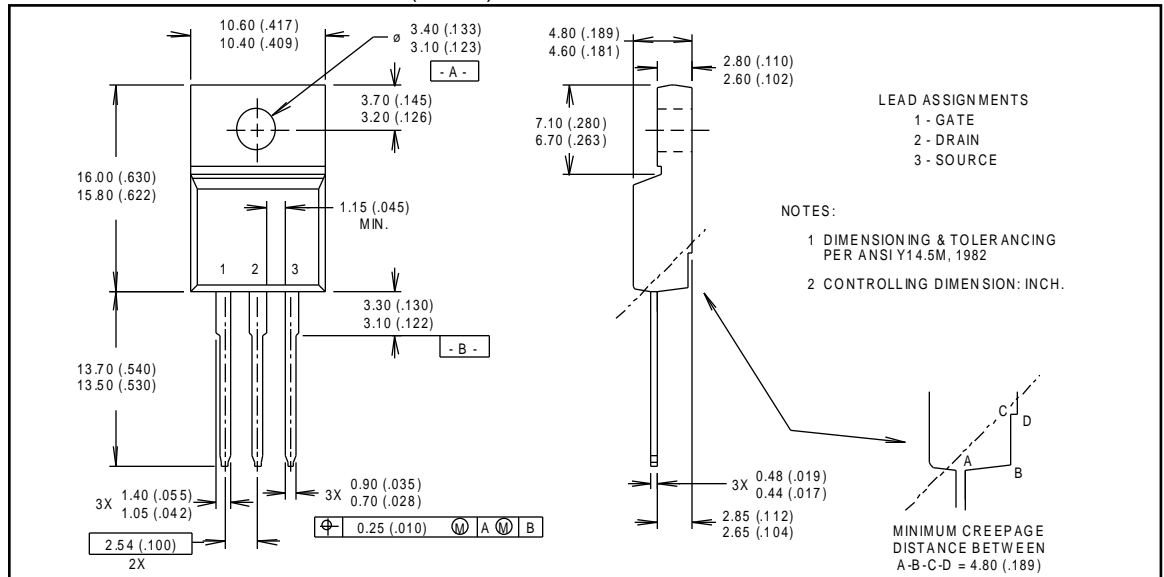 10.60 (.417)
10.40 (.409)
ø 3.40 (.133)
3.10 (.123)
- A -
3.70 (.145)
3.20 (.126)
16.00 (.630)
15.80 (.622)
1.15 (.045)
MIN.
1 2 3
3.30 (.130)
3.10 (.122)
- B -
13.70 (.540)
13.50 (.530)
3X 1.40 (.055)
1.05 (.042)
3X 0.90 (.035)
0.70 (.028)
⌖ 0.25 (.010) Ⓜ A Ⓜ B
2.54 (.100)
2X
4.80 (.189)
4.60 (.181)
2.80 (.110)
2.60 (.102)
7.10 (.280)
6.70 (.263)
3X 0.48 (.019)
0.44 (.017)
2.85 (.112)
2.65 (.104)
LEAD ASSIGNMENTS
1 - GATE
2 - DRAIN
3 - SOURCE
NOTES:
1 DIMENSIONING & TOLERANCING
PER ANSI Y14.5M, 1982
2 CONTROLLING DIMENSION: INCH.
C
D
A
B
MINIMUM CREEPAGE
DISTANCE BETWEEN
A-B-C-D = 4.80 (.189)